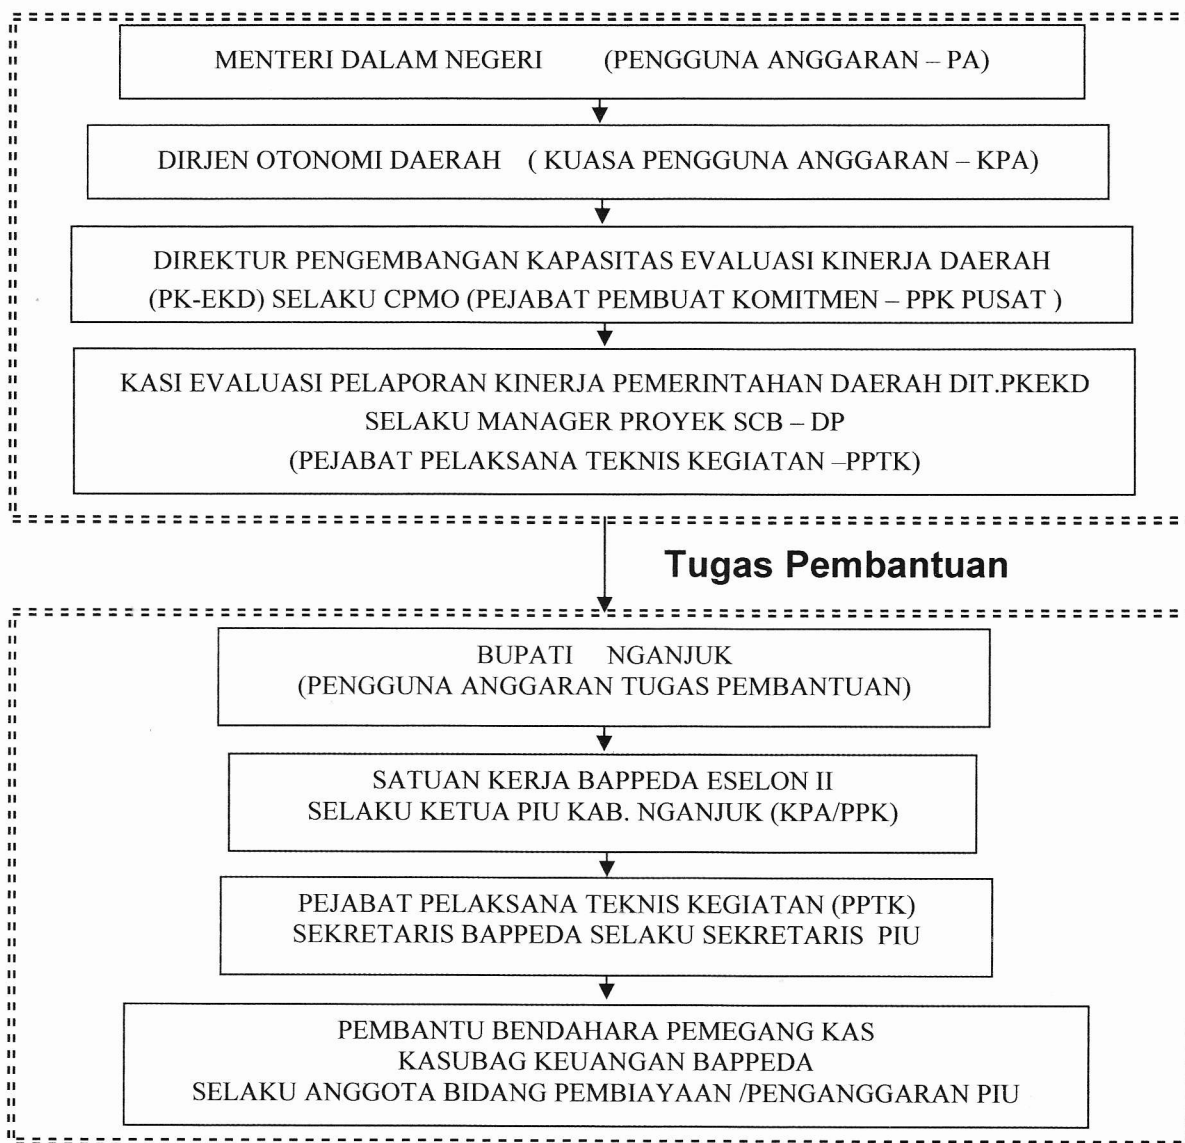 MENTERI DALAM NEGERI (PENGGUNA ANGGARAN – PA)
DIRJEN OTONOMI DAERAH ( KUASA PENGGUNA ANGGARAN – KPA)
DIREKTUR PENGEMBANGAN KAPASITAS EVALUASI KINERJA DAERAH
(PK-EKD) SELAKU CPMO (PEJABAT PEMBUAT KOMITMEN – PPK PUSAT )
KASI EVALUASI PELAPORAN KINERJA PEMERINTAHAN DAERAH DIT.PKEKD
SELAKU MANAGER PROYEK SCB – DP
(PEJABAT PELAKSANA TEKNIS KEGIATAN –PPTK)
Tugas Pembantuan
BUPATI NGANJUK
(PENGGUNA ANGGARAN TUGAS PEMBANTUAN)
SATUAN KERJA BAPPEDA ESELON II
SELAKU KETUA PIU KAB. NGANJUK (KPA/PPK)
PEJABAT PELAKSANA TEKNIS KEGIATAN (PPTK)
SEKRETARIS BAPPEDA SELAKU SEKRETARIS PIU
PEMBANTU BENDAHARA PEMEGANG KAS
KASUBAG KEUANGAN BAPPEDA
SELAKU ANGGOTA BIDANG PEMBIAYAAN /PENGANGGARAN PIU